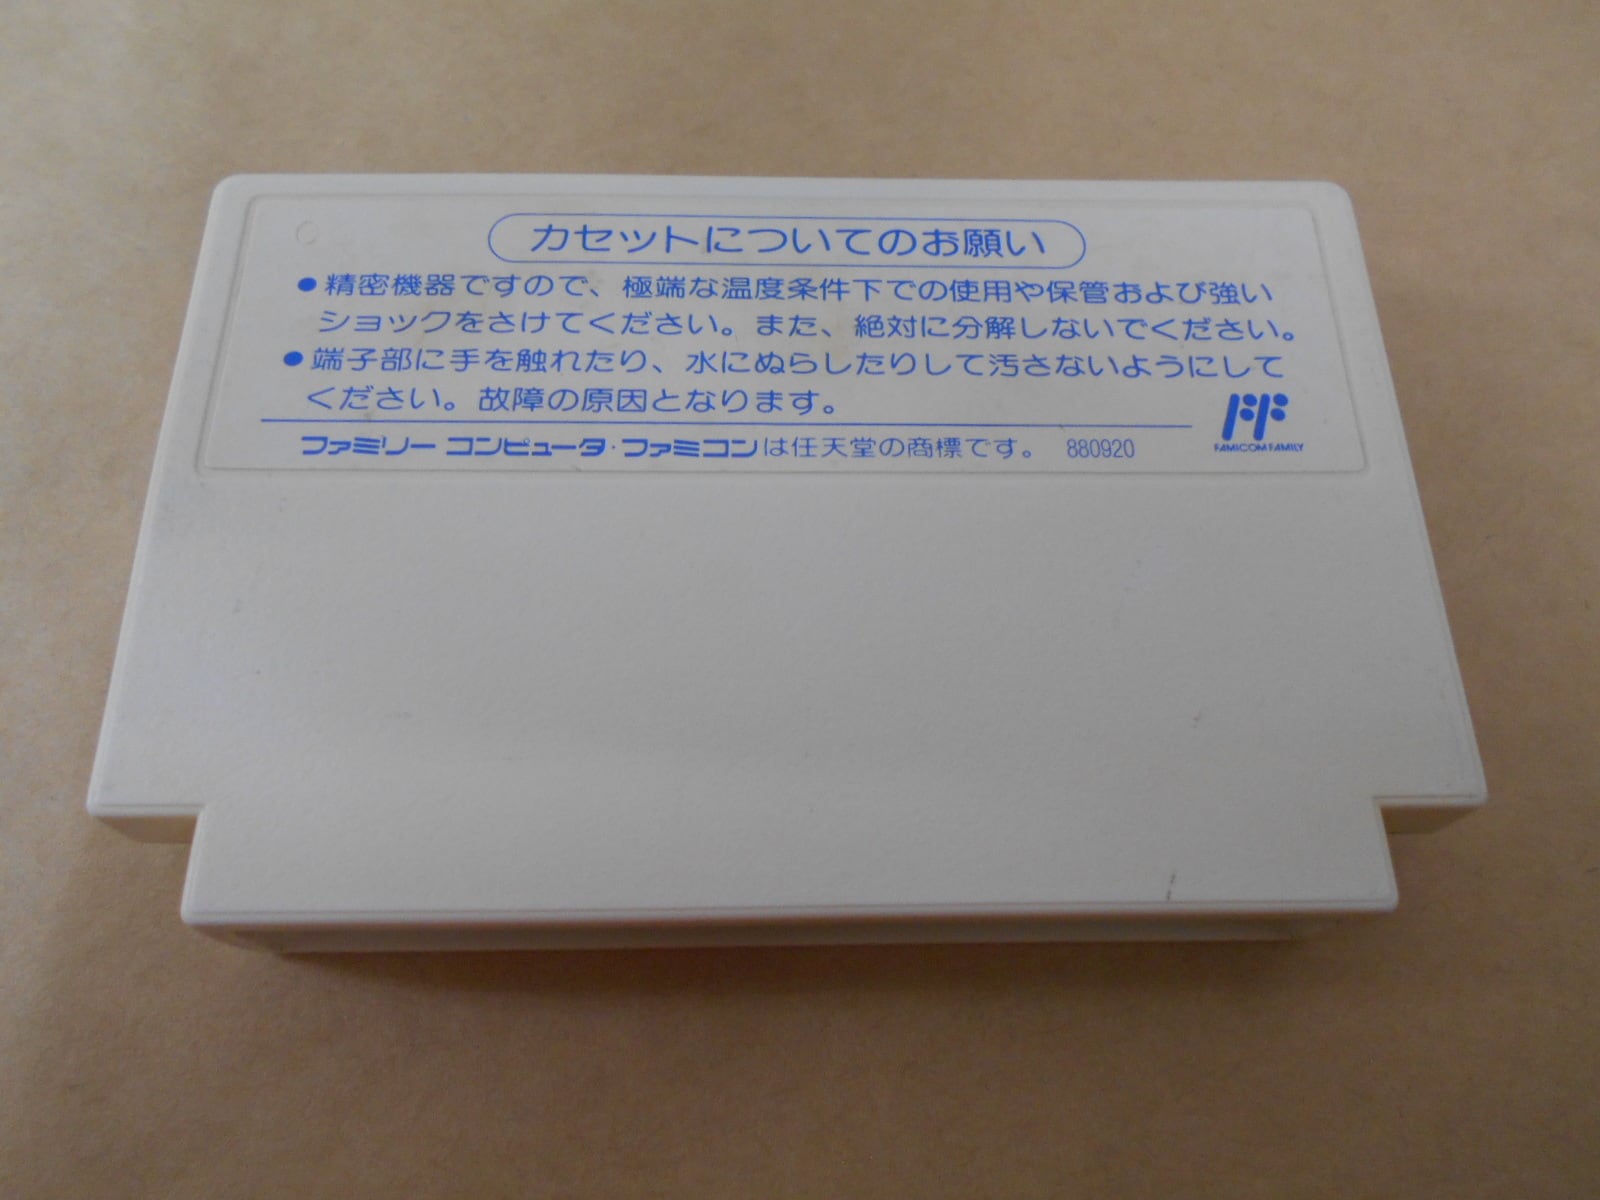 カセットについてのお願い
●精密機器ですので、極端な温度条件下での使用や保管および強い
ショックをさけてください。また、絶対に分解しないでください。
●端子部に手を触れたり、水にぬらしたりして汚さないようにして
ください。故障の原因となります。
ファミリー コンピュータ・ファミコンは任天堂の商標です。 880920
FF
FAMICOM FAMILY